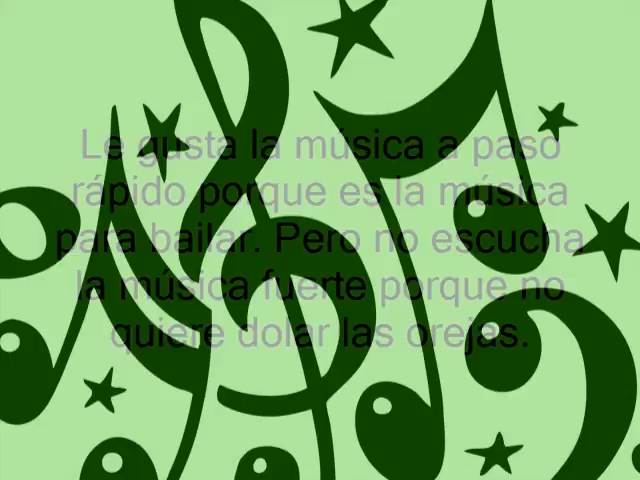 Le gusta la música a paso
rápido porque es la música
para bailar. Pero no escucha
la música fuerte porque no
quiere dolar las orejas.